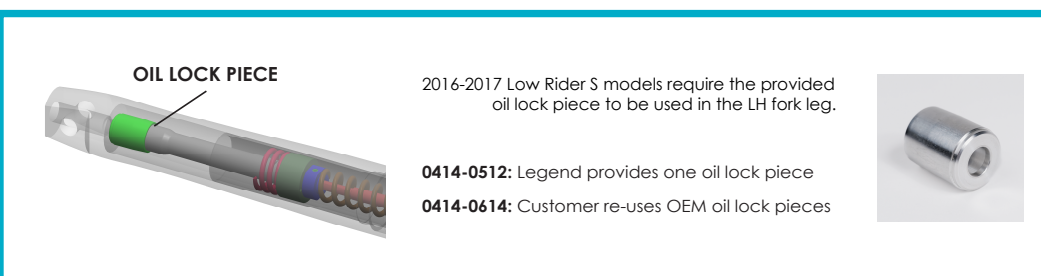 OIL LOCK PIECE
2016-2017 Low Rider S models require the provided
oil lock piece to be used in the LH fork leg.
0414-0512: Legend provides one oil lock piece
0414-0614: Customer re-uses OEM oil lock pieces